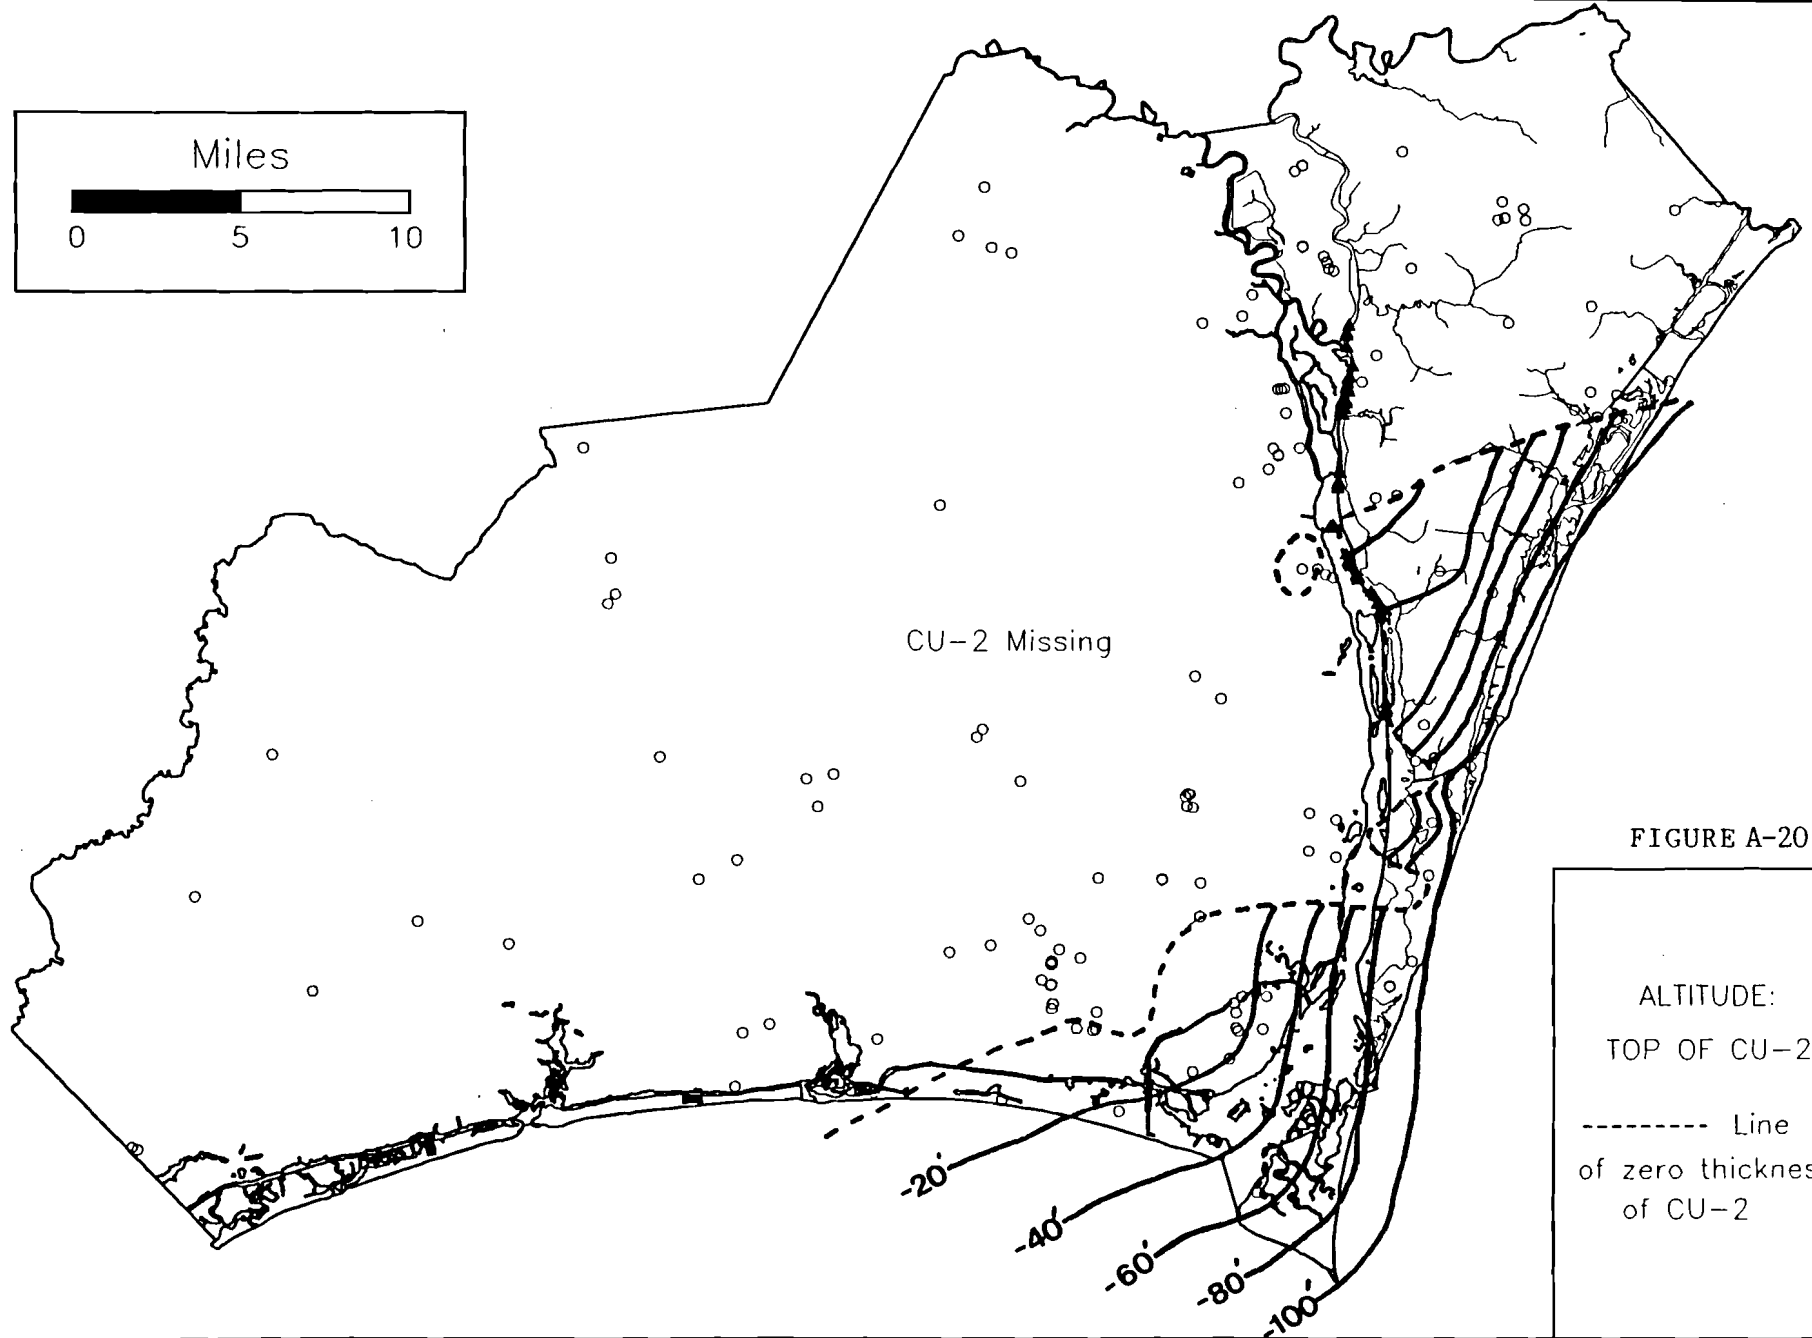 Miles
0 5 10
CU-2 Missing
FIGURE A-20
ALTITUDE:
TOP OF CU-2
Line
of zero thicknes
of CU-2
-20'
-40'
-60'
-80'
-100'